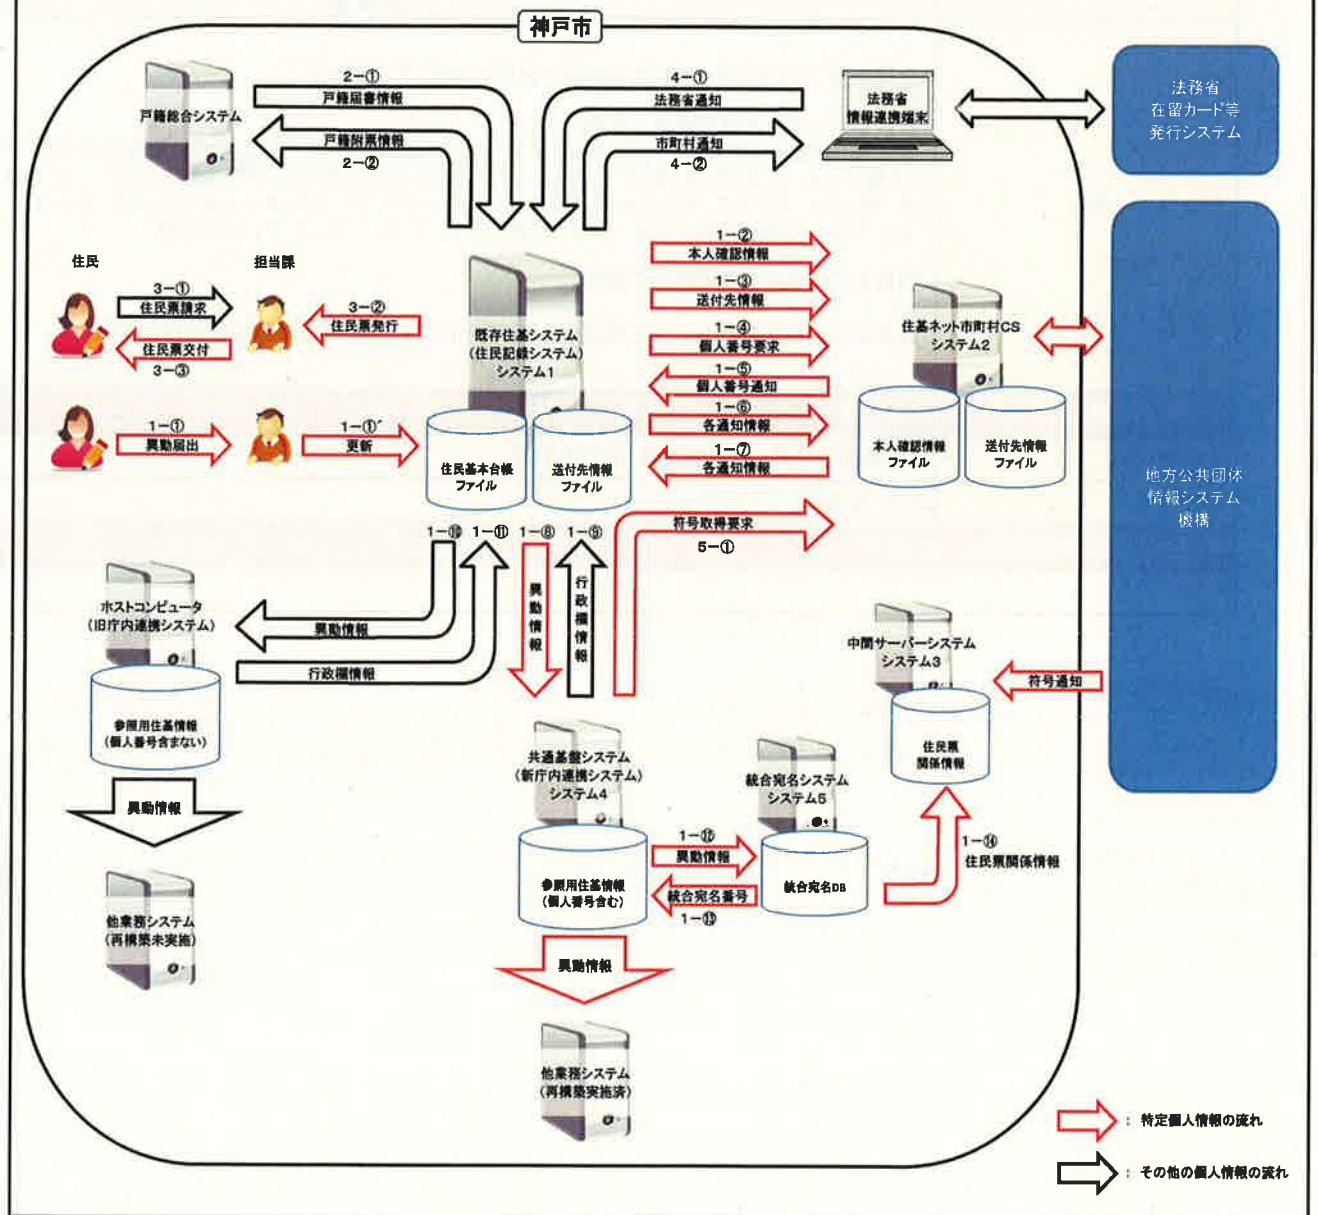 神戸市
戸籍総合システム
2－①
戸籍届書情報
戸籍附票情報
2－②
4－①
法務省通知
市町村通知
4－②
法務省
情報連携端末
法務省
在留カード等
発行システム
住民
担当課
3－①
住民票請求
3－②
住民票発行
住民票交付
3－③
1－①
異動届出
1－①´
更新
既存住基システム
(住民記録システム)
システム1
住民基本台帳
ファイル
送付先情報
ファイル
1－②
本人確認情報
1－③
送付先情報
1－④
個人番号要求
1－⑤
個人番号通知
1－⑥
各通知情報
1－⑦
各通知情報
住基ネット市町村CS
システム2
本人確認情報
ファイル
送付先情報
ファイル
地方公共団体
情報システム
機構
符号取得要求
5－①
1－⑩
1－⑪
1－⑧
1－⑨
異動情報
行政欄情報
ホストコンピュータ
(旧庁内連携システム)
異動情報
行政欄情報
参照用住基情報
(個人番号含まない)
異動情報
他業務システム
(再構築未実施)
中間サーバーシステム
システム3
符号通知
住民票
関係情報
共通基盤システム
(新庁内連携システム)
システム4
統合宛名システム
システム5
1－⑫
異動情報
統合宛名番号
1－⑬
参照用住基情報
(個人番号含む)
統合宛名DB
1－⑭
住民票関係情報
異動情報
他業務システム
(再構築実施済)
：特定個人情報の流れ
：その他の個人情報の流れ